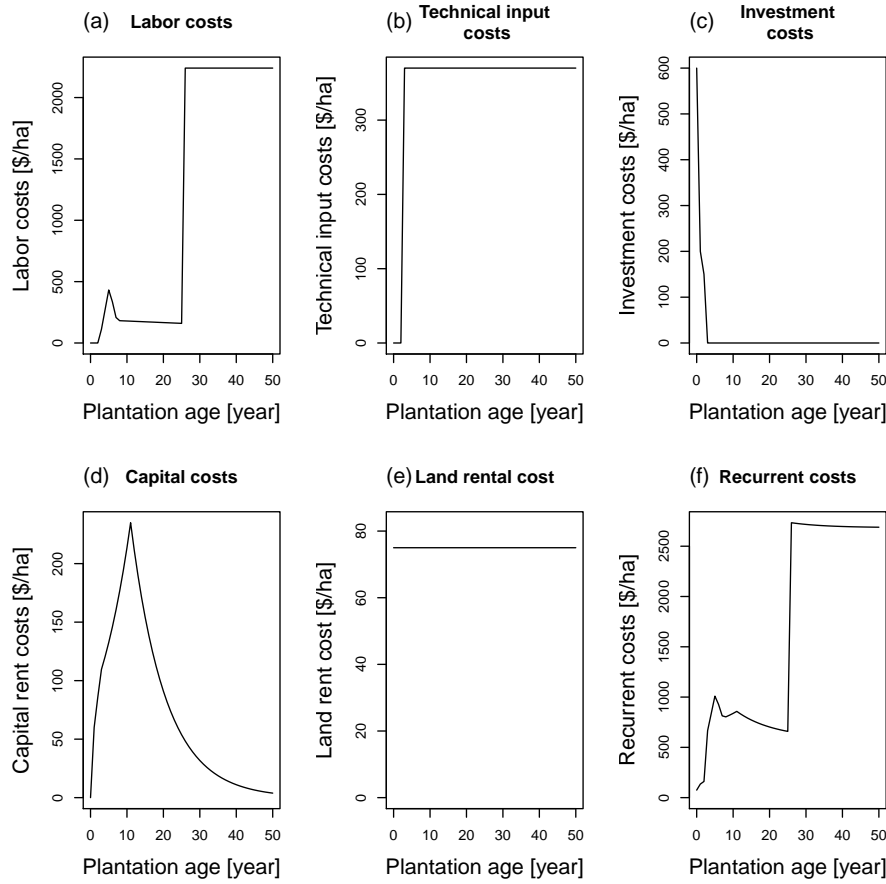 (a) Labor costs
Labor costs [$/ha]
2000
1500
1000
500
0
0 10 20 30 40 50
Plantation age [year]
(b) Technical input
costs
Technical input costs [$/ha]
300
200
100
0
0 10 20 30 40 50
Plantation age [year]
(c) Investment
costs
Investment costs [$/ha]
600
500
400
300
200
100
0
0 10 20 30 40 50
Plantation age [year]
(d) Capital costs
Capital rent costs [$/ha]
200
150
100
50
0
0 10 20 30 40 50
Plantation age [year]
(e) Land rental cost
Land rent cost [$/ha]
80
60
40
20
0
0 10 20 30 40 50
Plantation age [year]
(f) Recurrent costs
Recurrent costs [$/ha]
2500
2000
1500
1000
500
0
0 10 20 30 40 50
Plantation age [year]